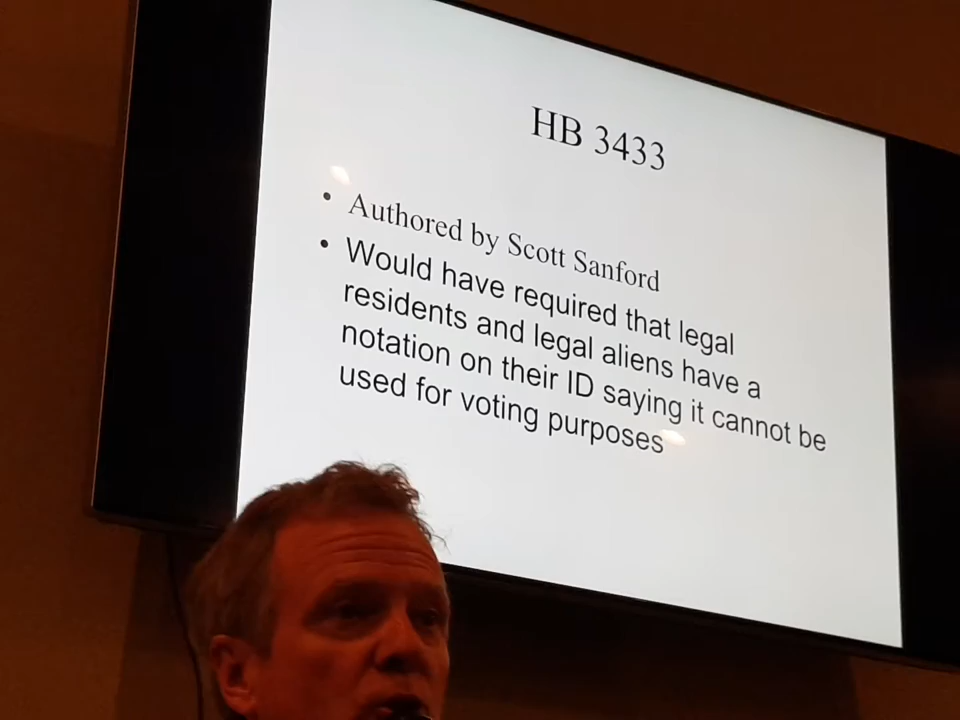 HB 3433
• Authored by Scott Sanford
• Would have required that legal
residents and legal aliens have a
notation on their ID saying it cannot be
used for voting purposes